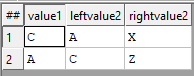 ## value1 leftvalue2 rightvalue2
1 C A X
2 A C Z